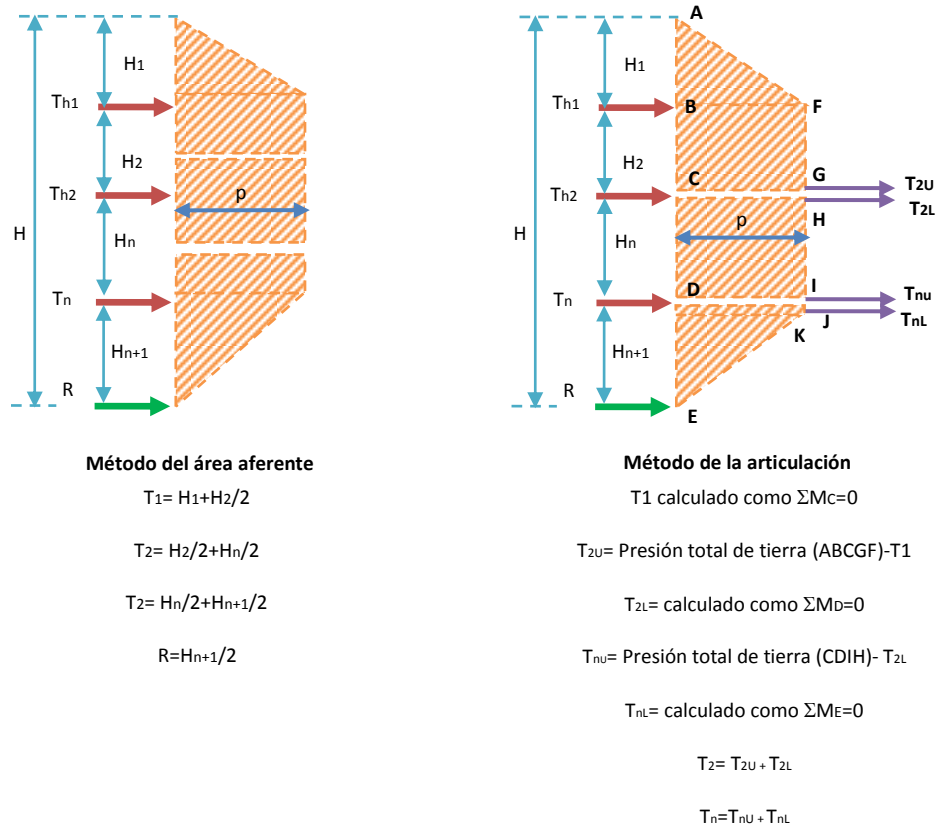 H1
Th1
H2
Th2
p
H
Hn
Tn
Hn+1
R
A
H1
Th1
B
F
H2
C
G
T2U
Th2
T2L
H
p
H
Hn
D
I
Tn
Tnu
J
TnL
K
Hn+1
R
E
Método del área aferente
T1= H1+H2/2
T2= H2/2+Hn/2
T2= Hn/2+Hn+1/2
R=Hn+1/2
Método de la articulación
T1 calculado como ΣMC=0
T2U= Presión total de tierra (ABCGF)-T1
T2L= calculado como ΣMD=0
TnU= Presión total de tierra (CDIH)- T2L
TnL= calculado como ΣME=0
T2= T2U + T2L
Tn=TnU + TnL